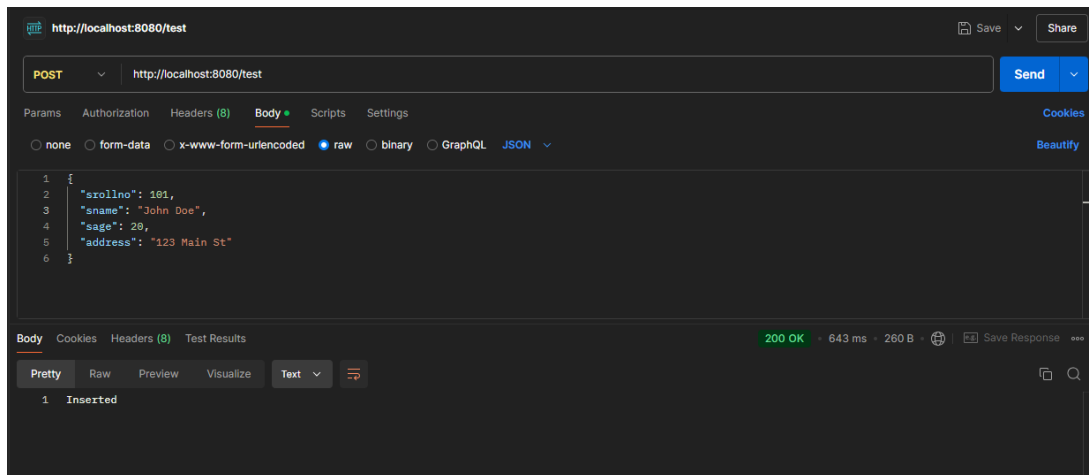 HTTP http://localhost:8080/test Save Share
POST http://localhost:8080/test Send
Params Authorization Headers (8) Body Scripts Settings Cookies
none form-data x-www-form-urlencoded raw binary GraphQL JSON Beautify
1 {
2 "srollno": 101,
3 "sname": "John Doe",
4 "sage": 20,
5 "address": "123 Main St"
6 }
Body Cookies Headers (8) Test Results 200 OK 643 ms 260 B Save Response
Pretty Raw Preview Visualize Text
1 Inserted